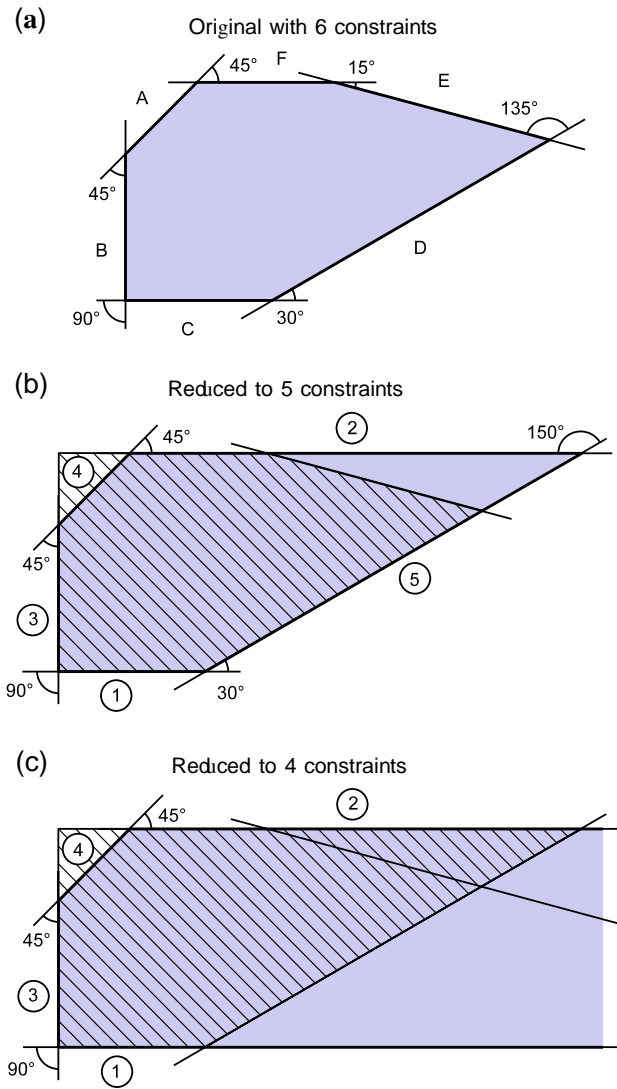 (a)
Original with 6 constraints
F
45°
15°
E
A
135°
45°
B
D
90°
C
30°
(b)
Reduced to 5 constraints
2
45°
150°
4
45°
5
3
90°
1
30°
(c)
Reduced to 4 constraints
2
45°
4
45°
3
90°
1